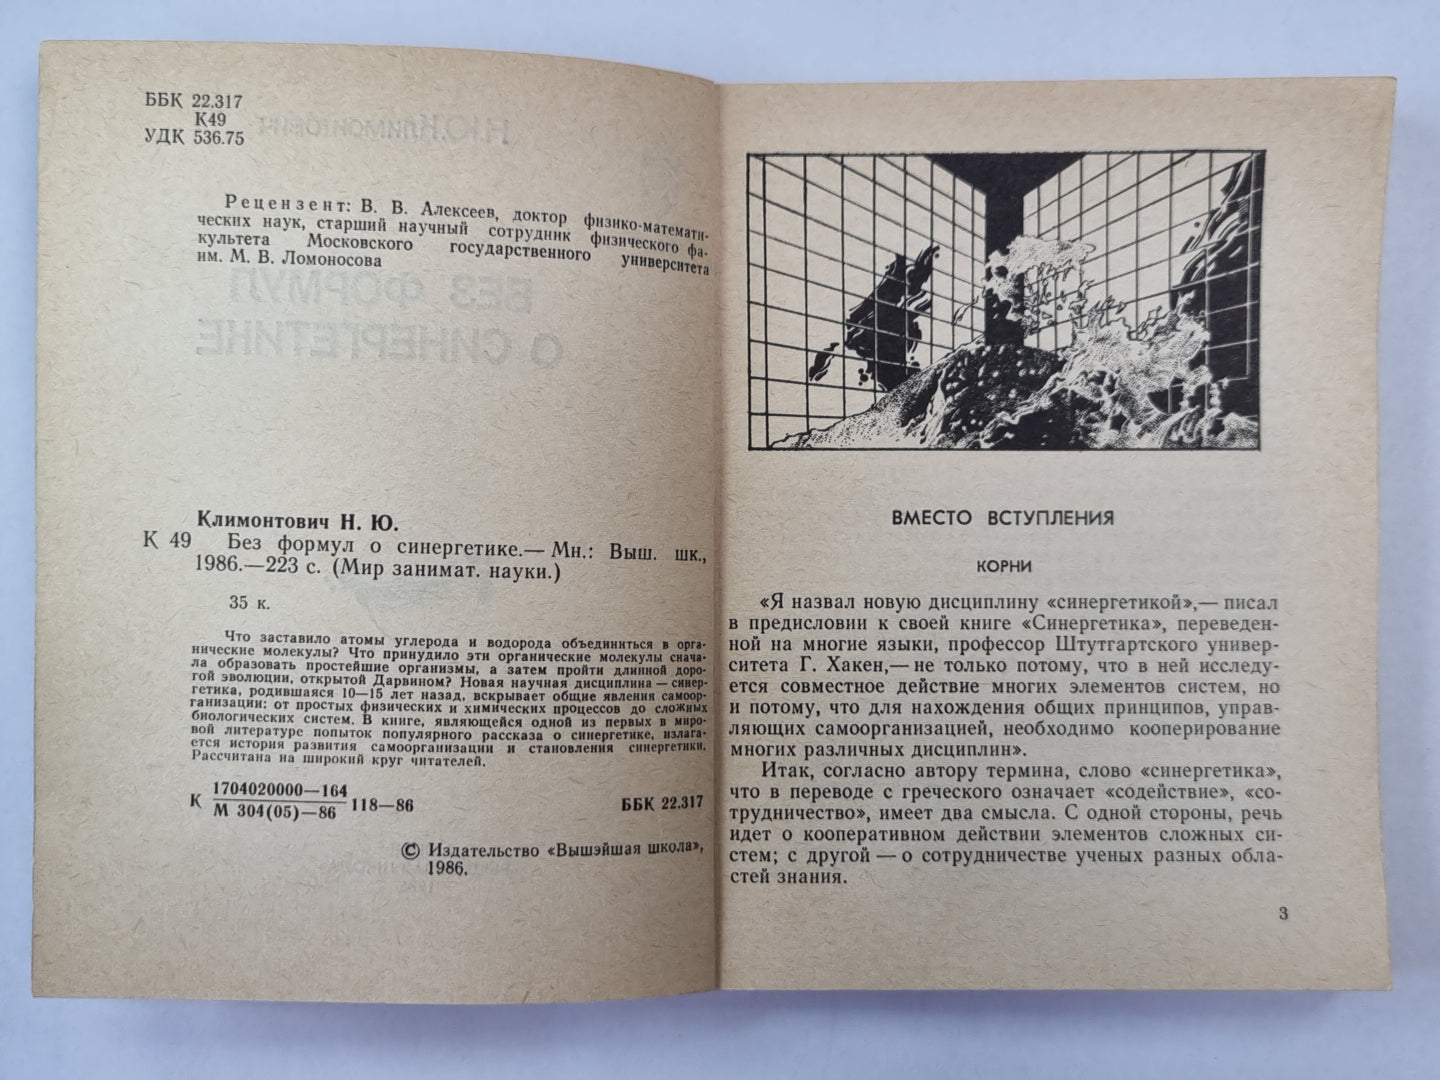 ББК 22.317
К49
УДК 536.75
Рецензент: В. В. Алексеев, доктор физико-математи-
ческих наук, старший научный сотрудник физического фа-
культета Московского государственного университета
им. М. В. Ломоносова
Климонтович Н. Ю.
К 49 Без формул о синергетике.— Мн.: Выш. шк.,
1986.—223 с. (Мир занимат. науки.)
35 к.
Что заставило атомы углерода и водорода объединиться в орга-
нические молекулы? Что принудило эти органические молекулы снача-
ла образовать простейшие организмы, а затем пройти длинной доро-
гой эволюции, открытой Дарвином? Новая научная дисциплина — синер-
гетика, родившаяся 10—15 лет назад, вскрывает общие явления самоор-
ганизации: от простых физических и химических процессов до сложных
биологических систем. В книге, являющейся одной из первых в миро-
вой литературе попыток популярного рассказа о синергетике, излага-
ется история развития самоорганизации и становления синергетики.
Рассчитана на широкий круг читателей.
К 1704020000—164
М 304(05)—86 118—86 ББК 22.317
© Издательство «Вышэйшая школа»,
1986.
Н.Ю.Климонтович
БЕЗ ФОРМУЛ
О СИНЕРГЕТИКЕ
ВМЕСТО ВСТУПЛЕНИЯ
КОРНИ
«Я назвал новую дисциплину «синергетикой»,— писал
в предисловии к своей книге «Синергетика», переведен-
ной на многие языки, профессор Штутгартского универ-
ситета Г. Хакен,— не только потому, что в ней исследу-
ется совместное действие многих элементов систем, но
и потому, что для нахождения общих принципов, управ-
ляющих самоорганизацией, необходимо кооперирование
многих различных дисциплин».
Итак, согласно автору термина, слово «синергетика»,
что в переводе с греческого означает «содействие», «со-
трудничество», имеет два смысла. С одной стороны, речь
идет о кооперативном действии элементов сложных си-
стем; с другой — о сотрудничестве ученых разных обла-
стей знания.
3